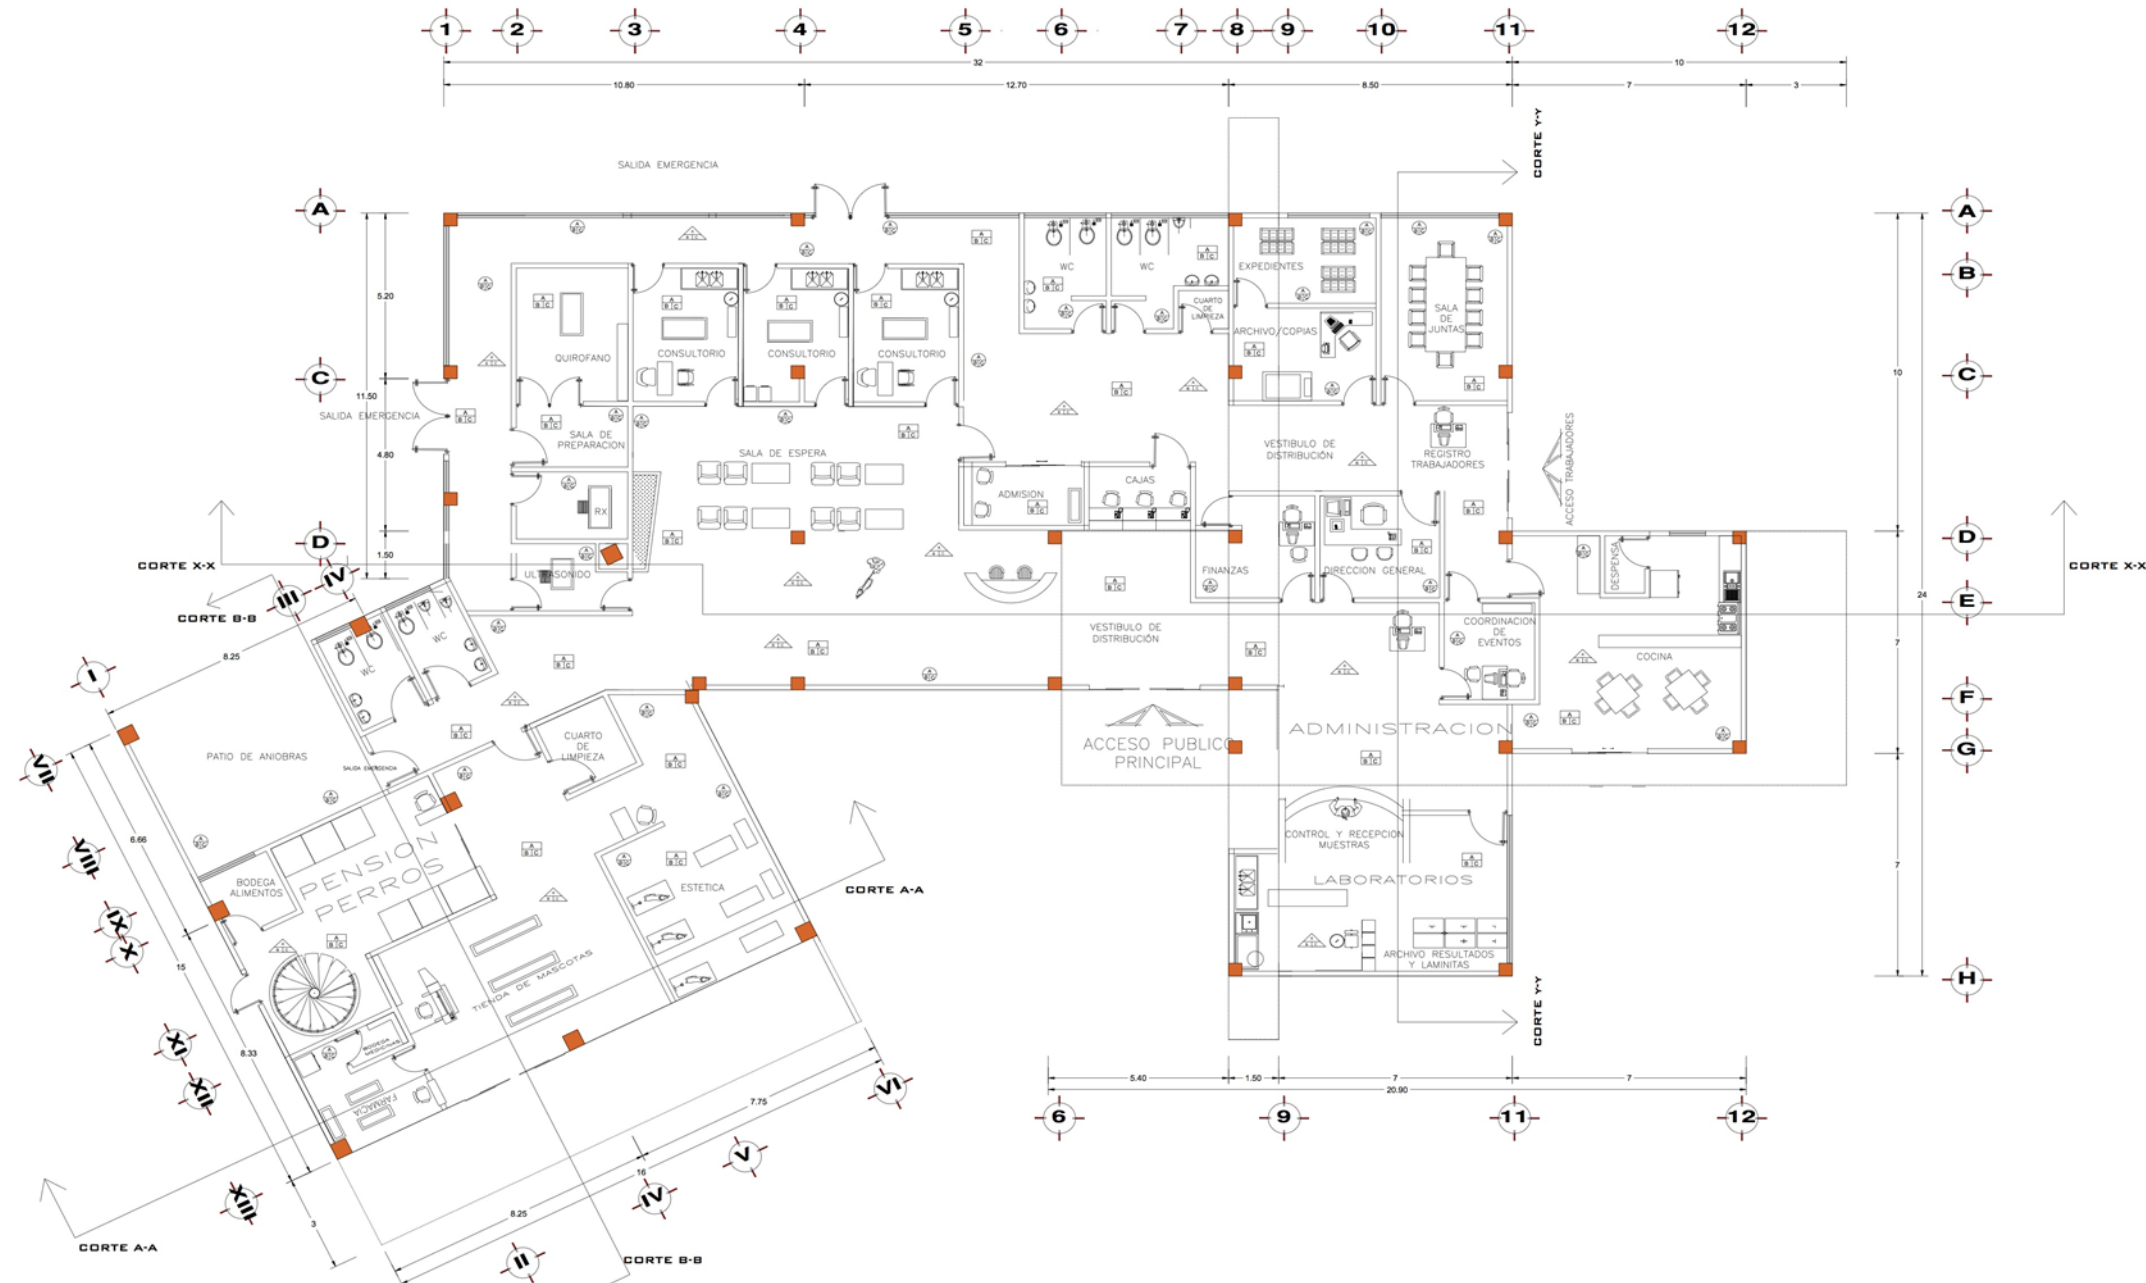 1 2 3 4 5 6 7 8 9 10 11 12
32 10
10.80 12.70 8.50 7 3
CORTE Y-Y
SALIDA EMERGENCIA
A A
B
C C
D D
E
F
G
H
5.20
11.50
4.80
1.50
10
24
7
7
WC
WC
EXPEDIENTES
CUARTO
DE
LIMPIEZA
SALA
DE
JUNTAS
ARCHIVO/COPIAS
QUIROFANO
CONSULTORIO
CONSULTORIO
CONSULTORIO
SALIDA EMERGENCIA
SALA DE
PREPARACION
SALA DE ESPERA
VESTIBULO DE
DISTRIBUCIÓN
REGISTRO
TRABAJADORES
ACCESO TRABAJADORES
CAJAS
ADMISION
RX
CORTE X-X
CORTE X-X
ULTRASONIDO
FINANZAS
DIRECCION GENERAL
DESPENSA
CORTE B-B
III
IV
COORDINACION
DE
EVENTOS
VESTIBULO DE
DISTRIBUCIÓN
COCINA
WC
WC
8.25
I
ACCESO PUBLICO
PRINCIPAL
ADMINISTRACION
CUARTO
DE
LIMPIEZA
PATIO DE ANIOBRAS
SALIDA EMERGENCIA
VII
VIII
IX
X
XI
XII
XIII
6.66
15
8.33
3
PENSION
PERROS
BODEGA
ALIMENTOS
ESTETICA
CORTE A-A
CONTROL Y RECEPCION
MUESTRAS
LABORATORIOS
ARCHIVO RESULTADOS
Y LAMINITAS
TIENDA DE MASCOTAS
BODEGA
MEDICINAS
FARMACIA
CORTE Y-Y
5.40 1.50 7 7
20.90
6 9 11 12
VI
7.75
V
16
IV
8.25
II
CORTE A-A
CORTE B-B